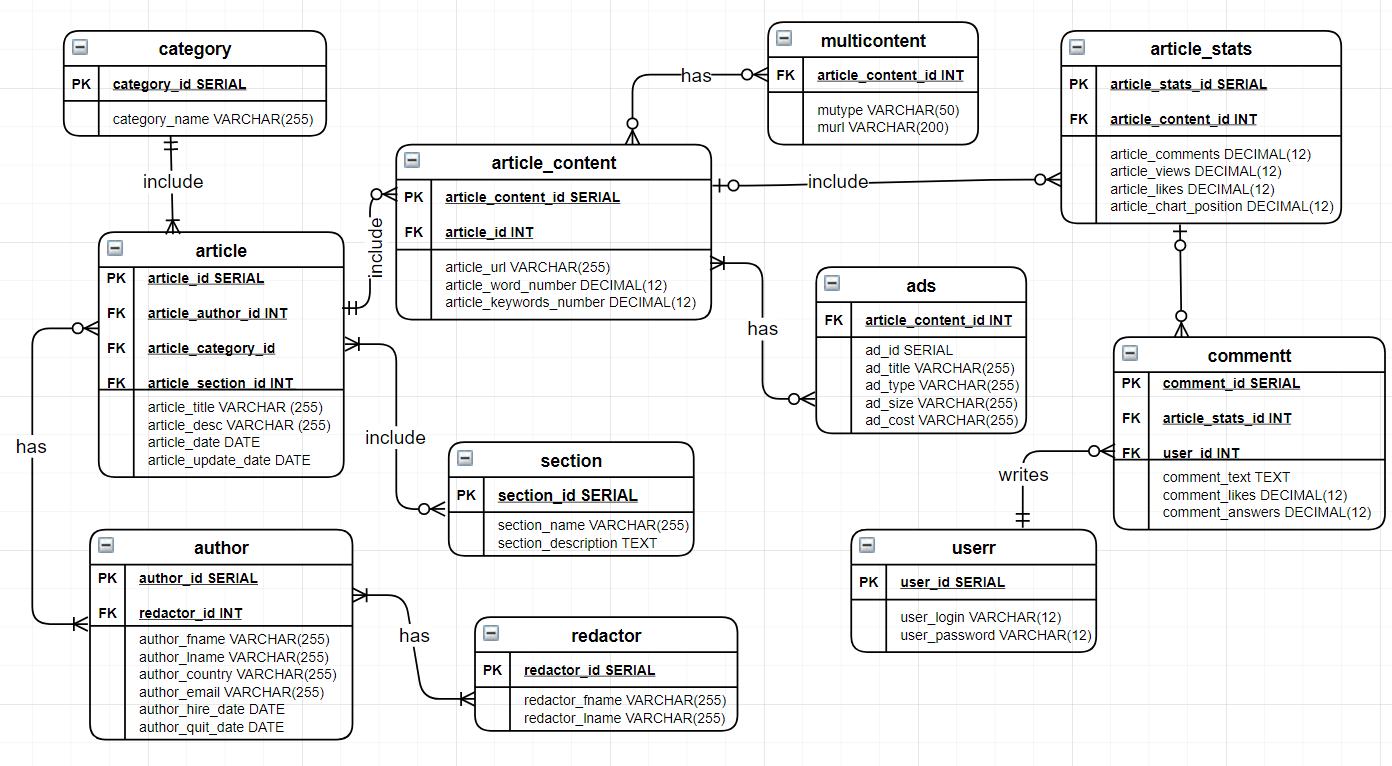 category
PK category_id SERIAL
category_name VARCHAR(255)
include
article
PK article_id SERIAL
FK article_author_id INT
FK article_category_id
FK article_section_id INT
article_title VARCHAR (255)
article_desc VARCHAR (255)
article_date DATE
article_update_date DATE
has
author
PK author_id SERIAL
FK redactor_id INT
author_fname VARCHAR(255)
author_lname VARCHAR(255)
author_country VARCHAR(255)
author_email VARCHAR(255)
author_hire_date DATE
author_quit_date DATE
has
redactor
PK redactor_id SERIAL
redactor_fname VARCHAR(255)
redactor_lname VARCHAR(255)
include
section
PK section_id SERIAL
section_name VARCHAR(255)
section_description TEXT
include
article_content
PK article_content_id SERIAL
FK article_id INT
article_url VARCHAR(255)
article_word_number DECIMAL(12)
article_keywords_number DECIMAL(12)
has
multicontent
FK article_content_id INT
mutype VARCHAR(50)
murl VARCHAR(200)
include
article_stats
PK article_stats_id SERIAL
FK article_content_id INT
article_comments DECIMAL(12)
article_views DECIMAL(12)
article_likes DECIMAL(12)
article_chart_position DECIMAL(12)
has
ads
FK article_content_id INT
ad_id SERIAL
ad_title VARCHAR(255)
ad_type VARCHAR(255)
ad_size VARCHAR(255)
ad_cost VARCHAR(255)
commentt
PK comment_id SERIAL
FK article_stats_id INT
FK user_id INT
comment_text TEXT
comment_likes DECIMAL(12)
comment_answers DECIMAL(12)
writes
userr
PK user_id SERIAL
user_login VARCHAR(12)
user_password VARCHAR(12)